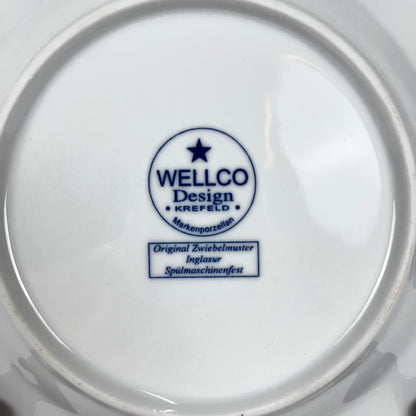 WELLCO
Design
• KREFELD •
Markenporzellan
Original Zwiebelmuster
Inglasur
Spülmaschinenfest